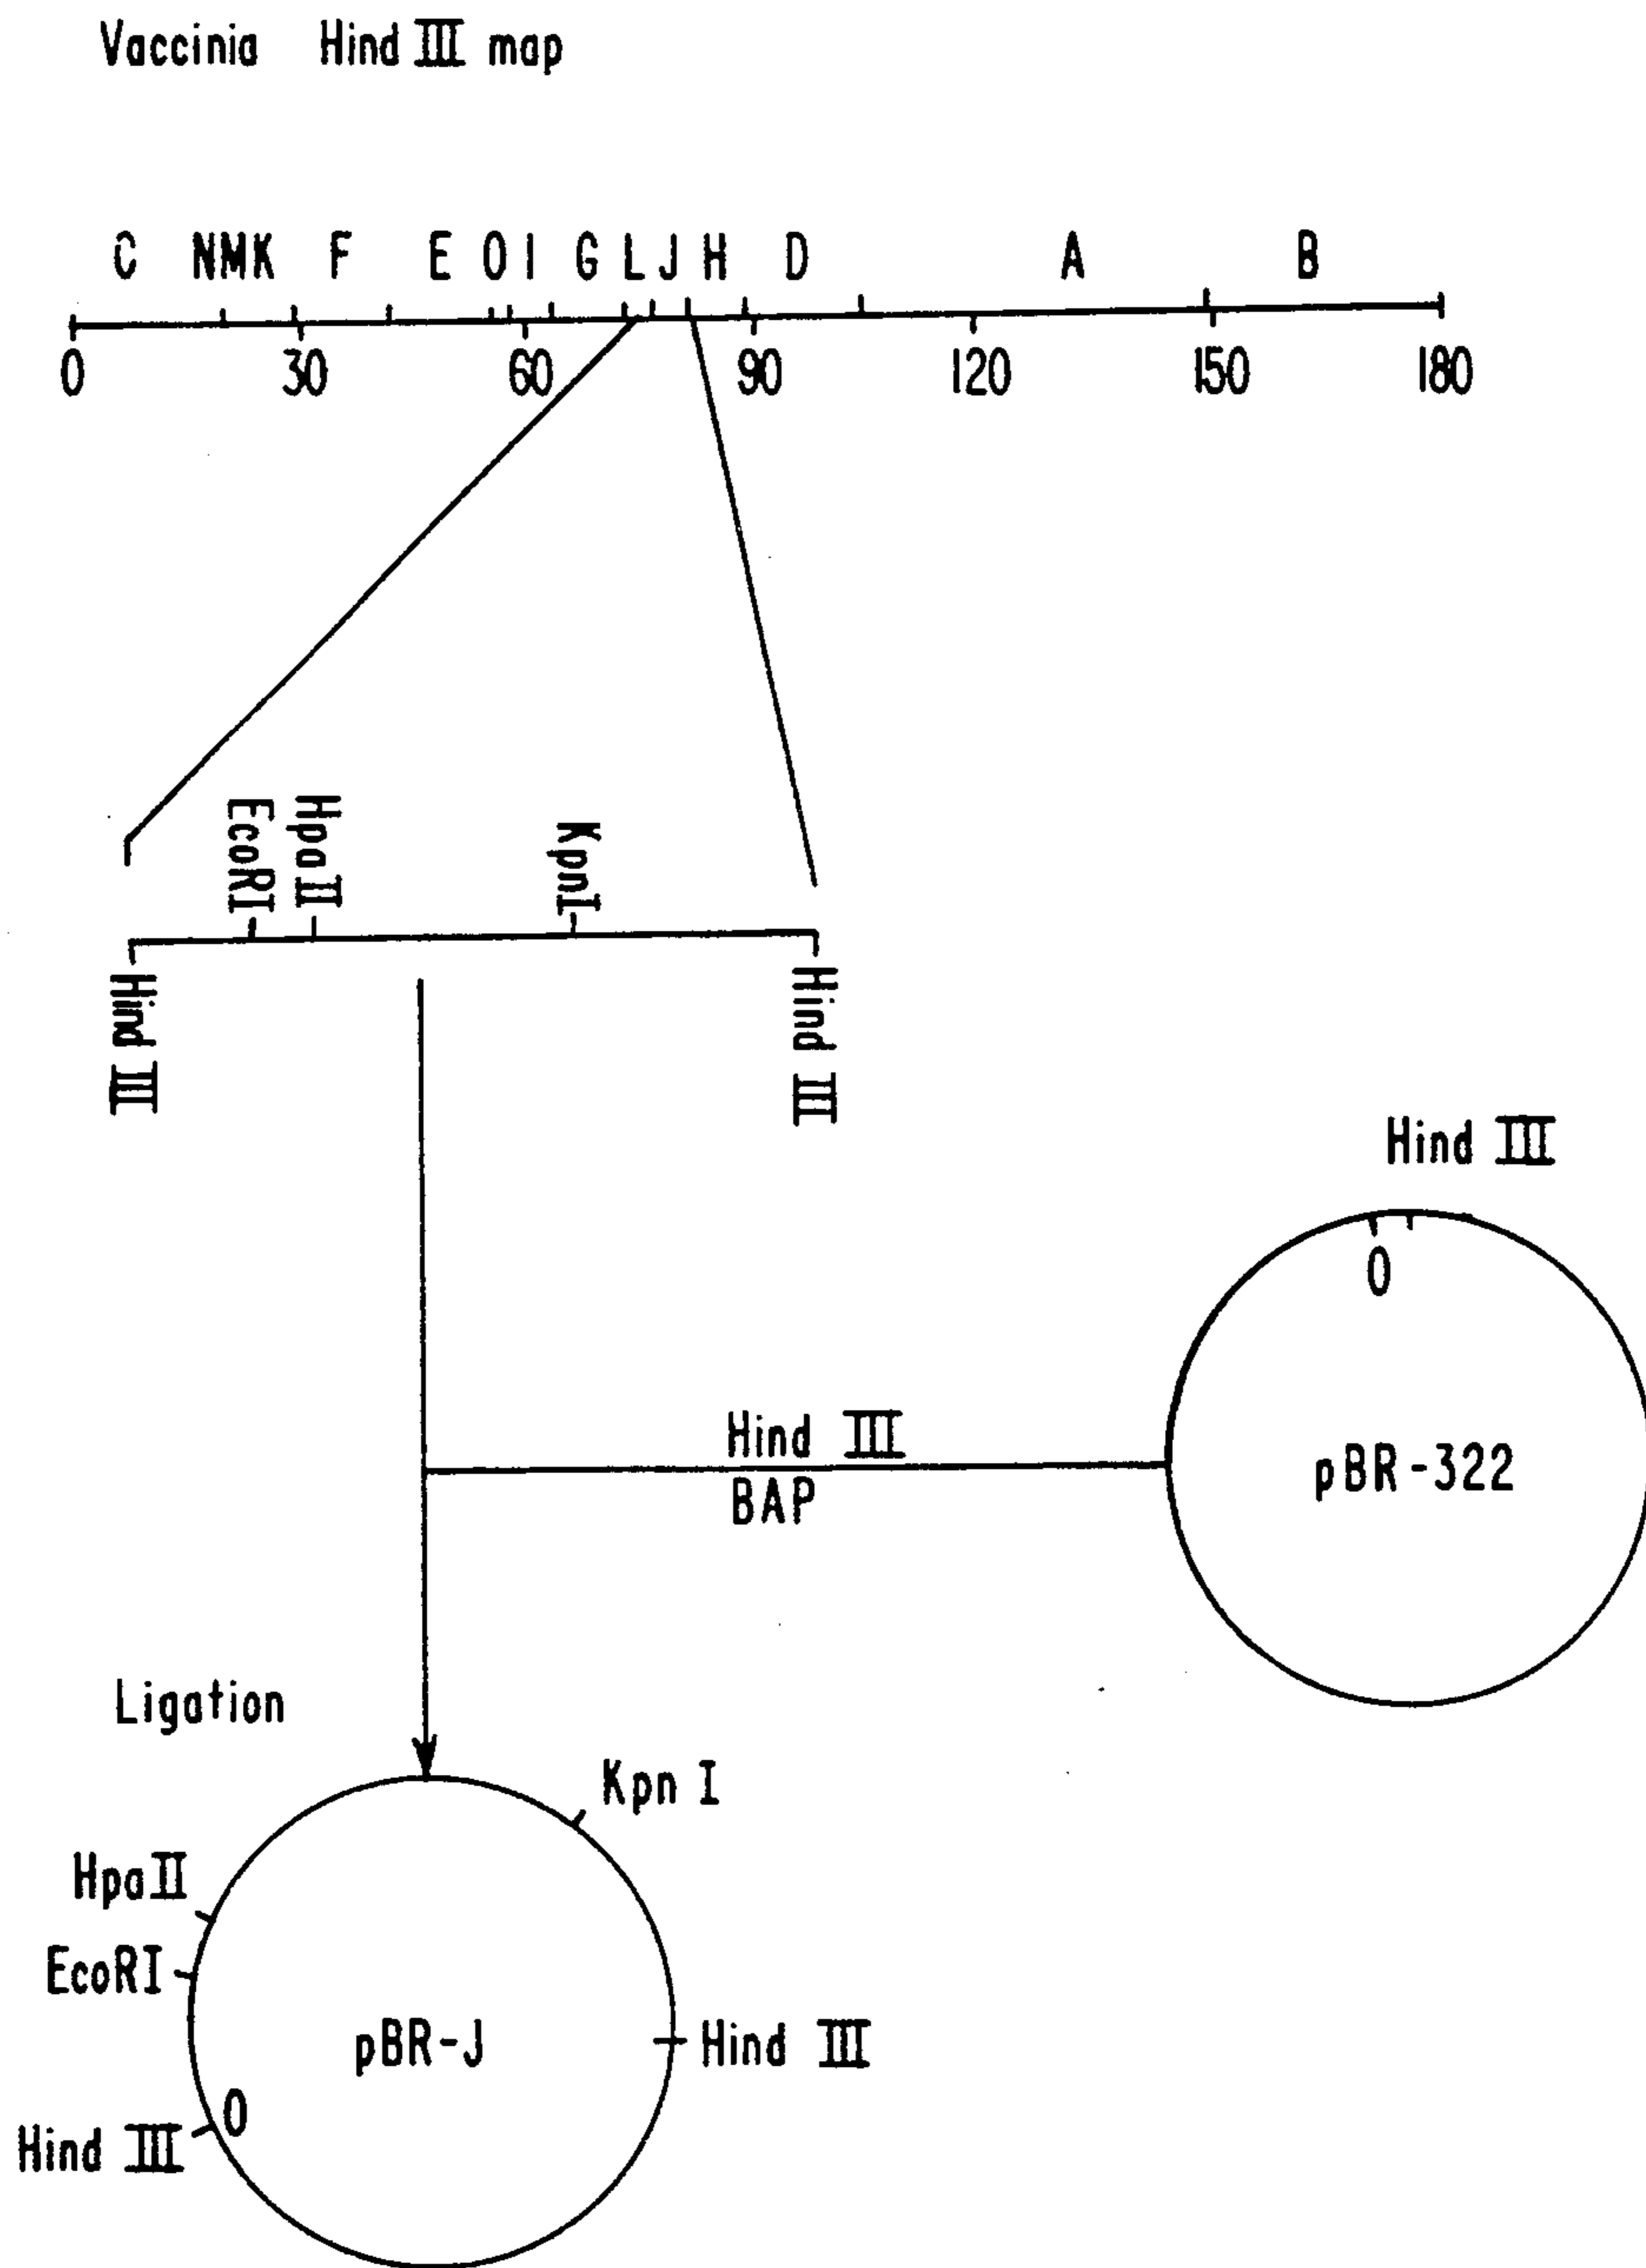 Vaccinia Hind III map
C N M K F E O I G L J H D A B
0 30 60 90 120 150 180
EcoRI
HpaII
KpnI
Hind III
Hind III
Hind III
0
pBR-322
Hind III
BAP
Ligation
Kpn I
HpaII
EcoRI
pBR-J
Hind III
0
Hind III